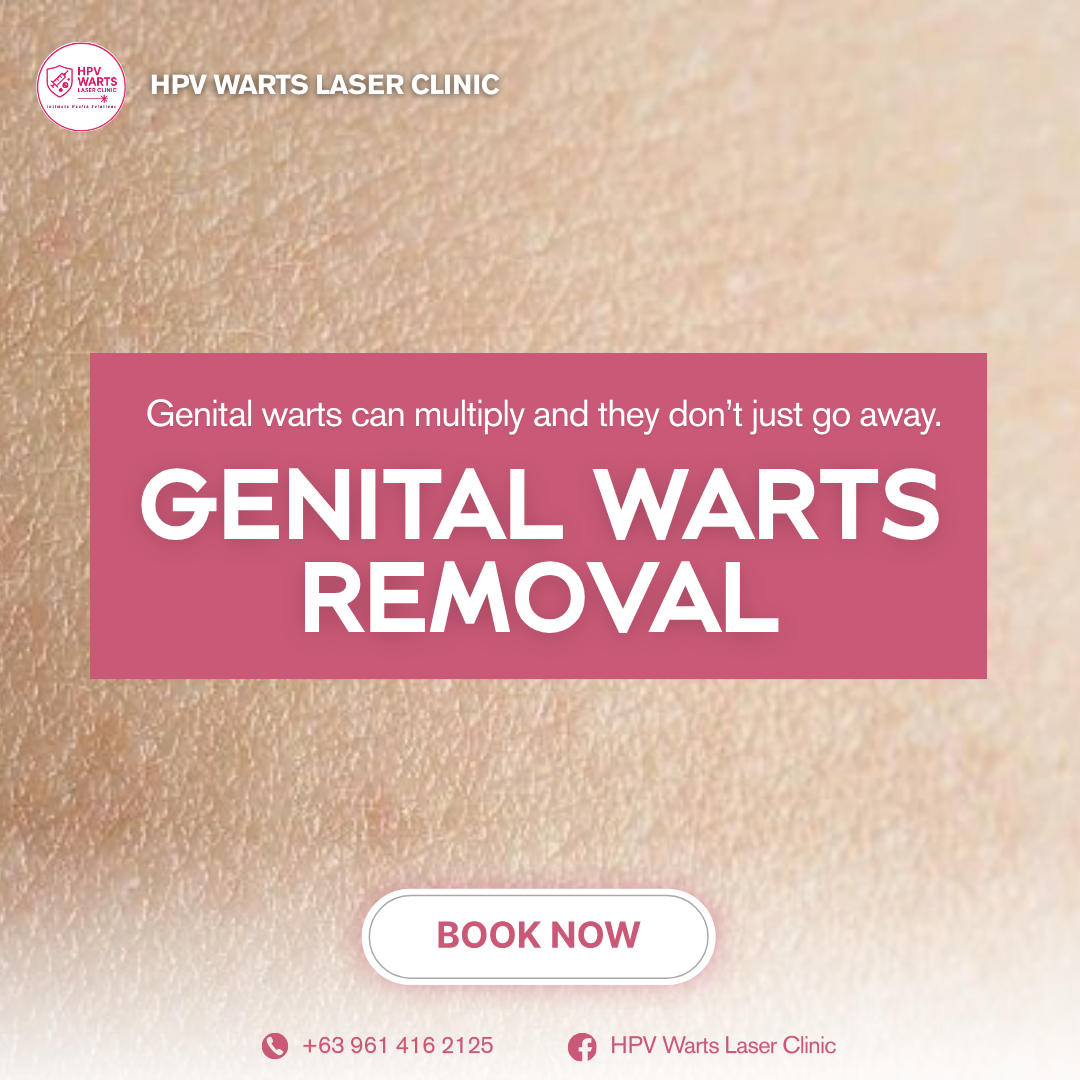 HPV
WARTS
LASER CLINIC
Intimate Health Solutions
HPV WARTS LASER CLINIC
Genital warts can multiply and they don’t just go away.
GENITAL WARTS
REMOVAL
BOOK NOW
+63 961 416 2125
HPV Warts Laser Clinic